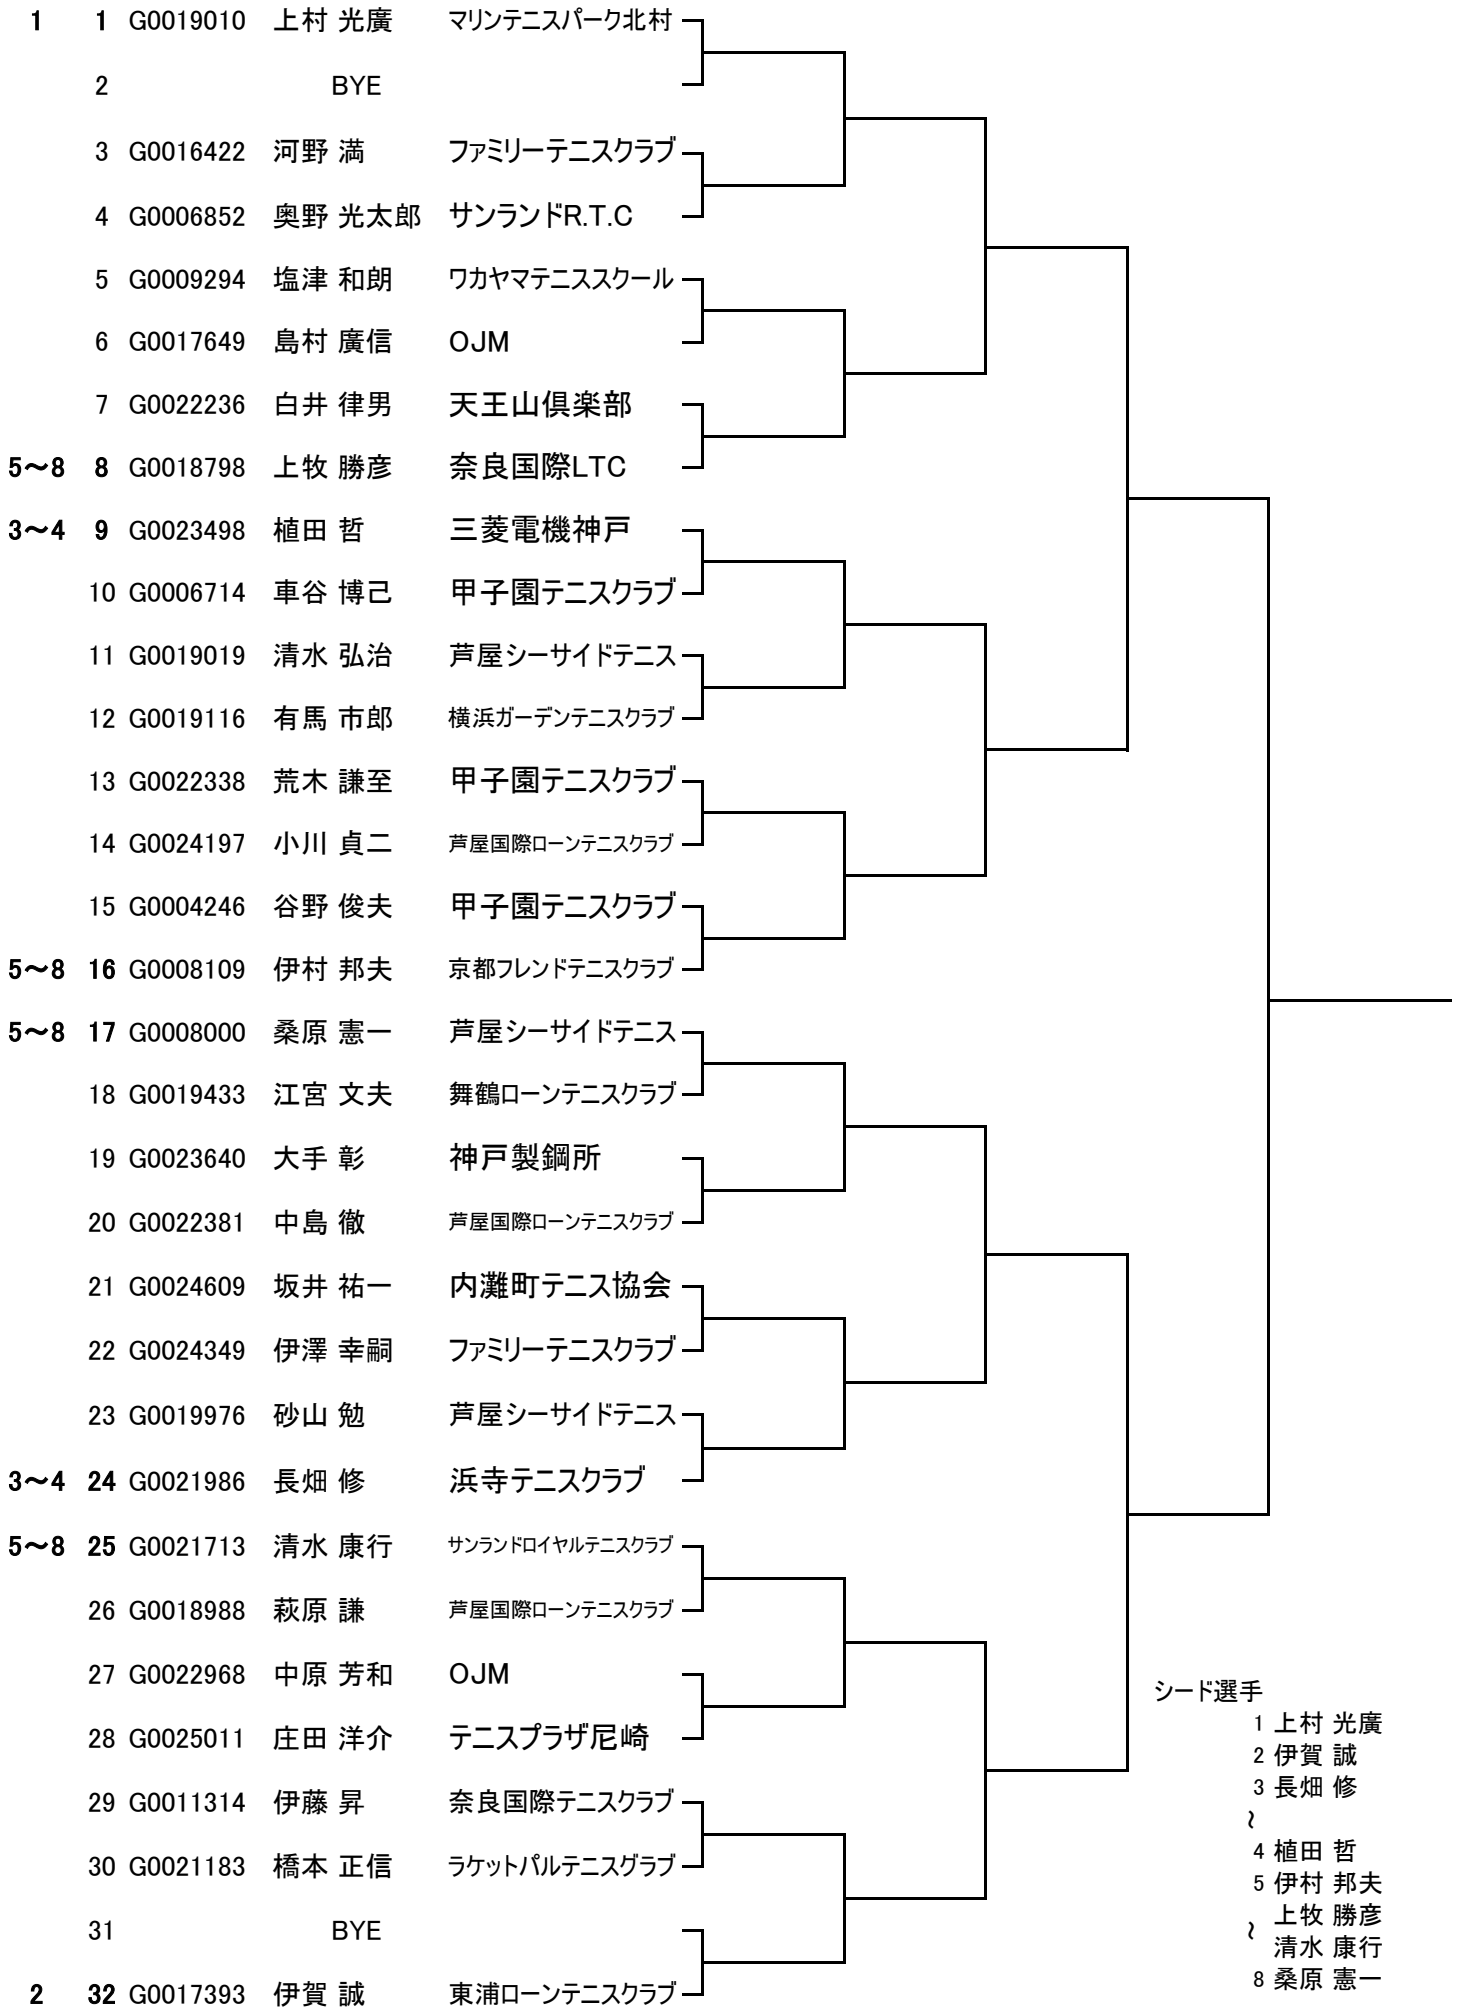 1 1 G0019010 上村 光廣 マリンテニスパーク北村
2 BYE
3 G0016422 河野 満 ファミリーテニスクラブ
4 G0006852 奥野 光太郎 サンランドR.T.C
5 G0009294 塩津 和朗 ワカヤマテニススクール
6 G0017649 島村 廣信 OJM
7 G0022236 白井 律男 天王山倶楽部
5～8 8 G0018798 上牧 勝彦 奈良国際LTC
3～4 9 G0023498 植田 哲 三菱電機神戸
10 G0006714 車谷 博己 甲子園テニスクラブ
11 G0019019 清水 弘治 芦屋シーサイドテニス
12 G0019116 有馬 市郎 横浜ガーデンテニスクラブ
13 G0022338 荒木 謙至 甲子園テニスクラブ
14 G0024197 小川 貞二 芦屋国際ローンテニスクラブ
15 G0004246 谷野 俊夫 甲子園テニスクラブ
5～8 16 G0008109 伊村 邦夫 京都フレンドテニスクラブ
5～8 17 G0008000 桑原 憲一 芦屋シーサイドテニス
18 G0019433 江宮 文夫 舞鶴ローンテニスクラブ
19 G0023640 大手 彰 神戸製鋼所
20 G0022381 中島 徹 芦屋国際ローンテニスクラブ
21 G0024609 坂井 祐一 内灘町テニス協会
22 G0024349 伊澤 幸嗣 ファミリーテニスクラブ
23 G0019976 砂山 勉 芦屋シーサイドテニス
3～4 24 G0021986 長畑 修 浜寺テニスクラブ
5～8 25 G0021713 清水 康行 サンランドロイヤルテニスクラブ
26 G0018988 萩原 謙 芦屋国際ローンテニスクラブ
27 G0022968 中原 芳和 OJM
28 G0025011 庄田 洋介 テニスプラザ尼崎
29 G0011314 伊藤 昇 奈良国際テニスクラブ
30 G0021183 橋本 正信 ラケットパルテニスグラブ
31 BYE
2 32 G0017393 伊賀 誠 東浦ローンテニスクラブ
シード選手
1 上村 光廣
2 伊賀 誠
3 長畑 修
～
4 植田 哲
5 伊村 邦夫
上牧 勝彦
～
清水 康行
8 桑原 憲一